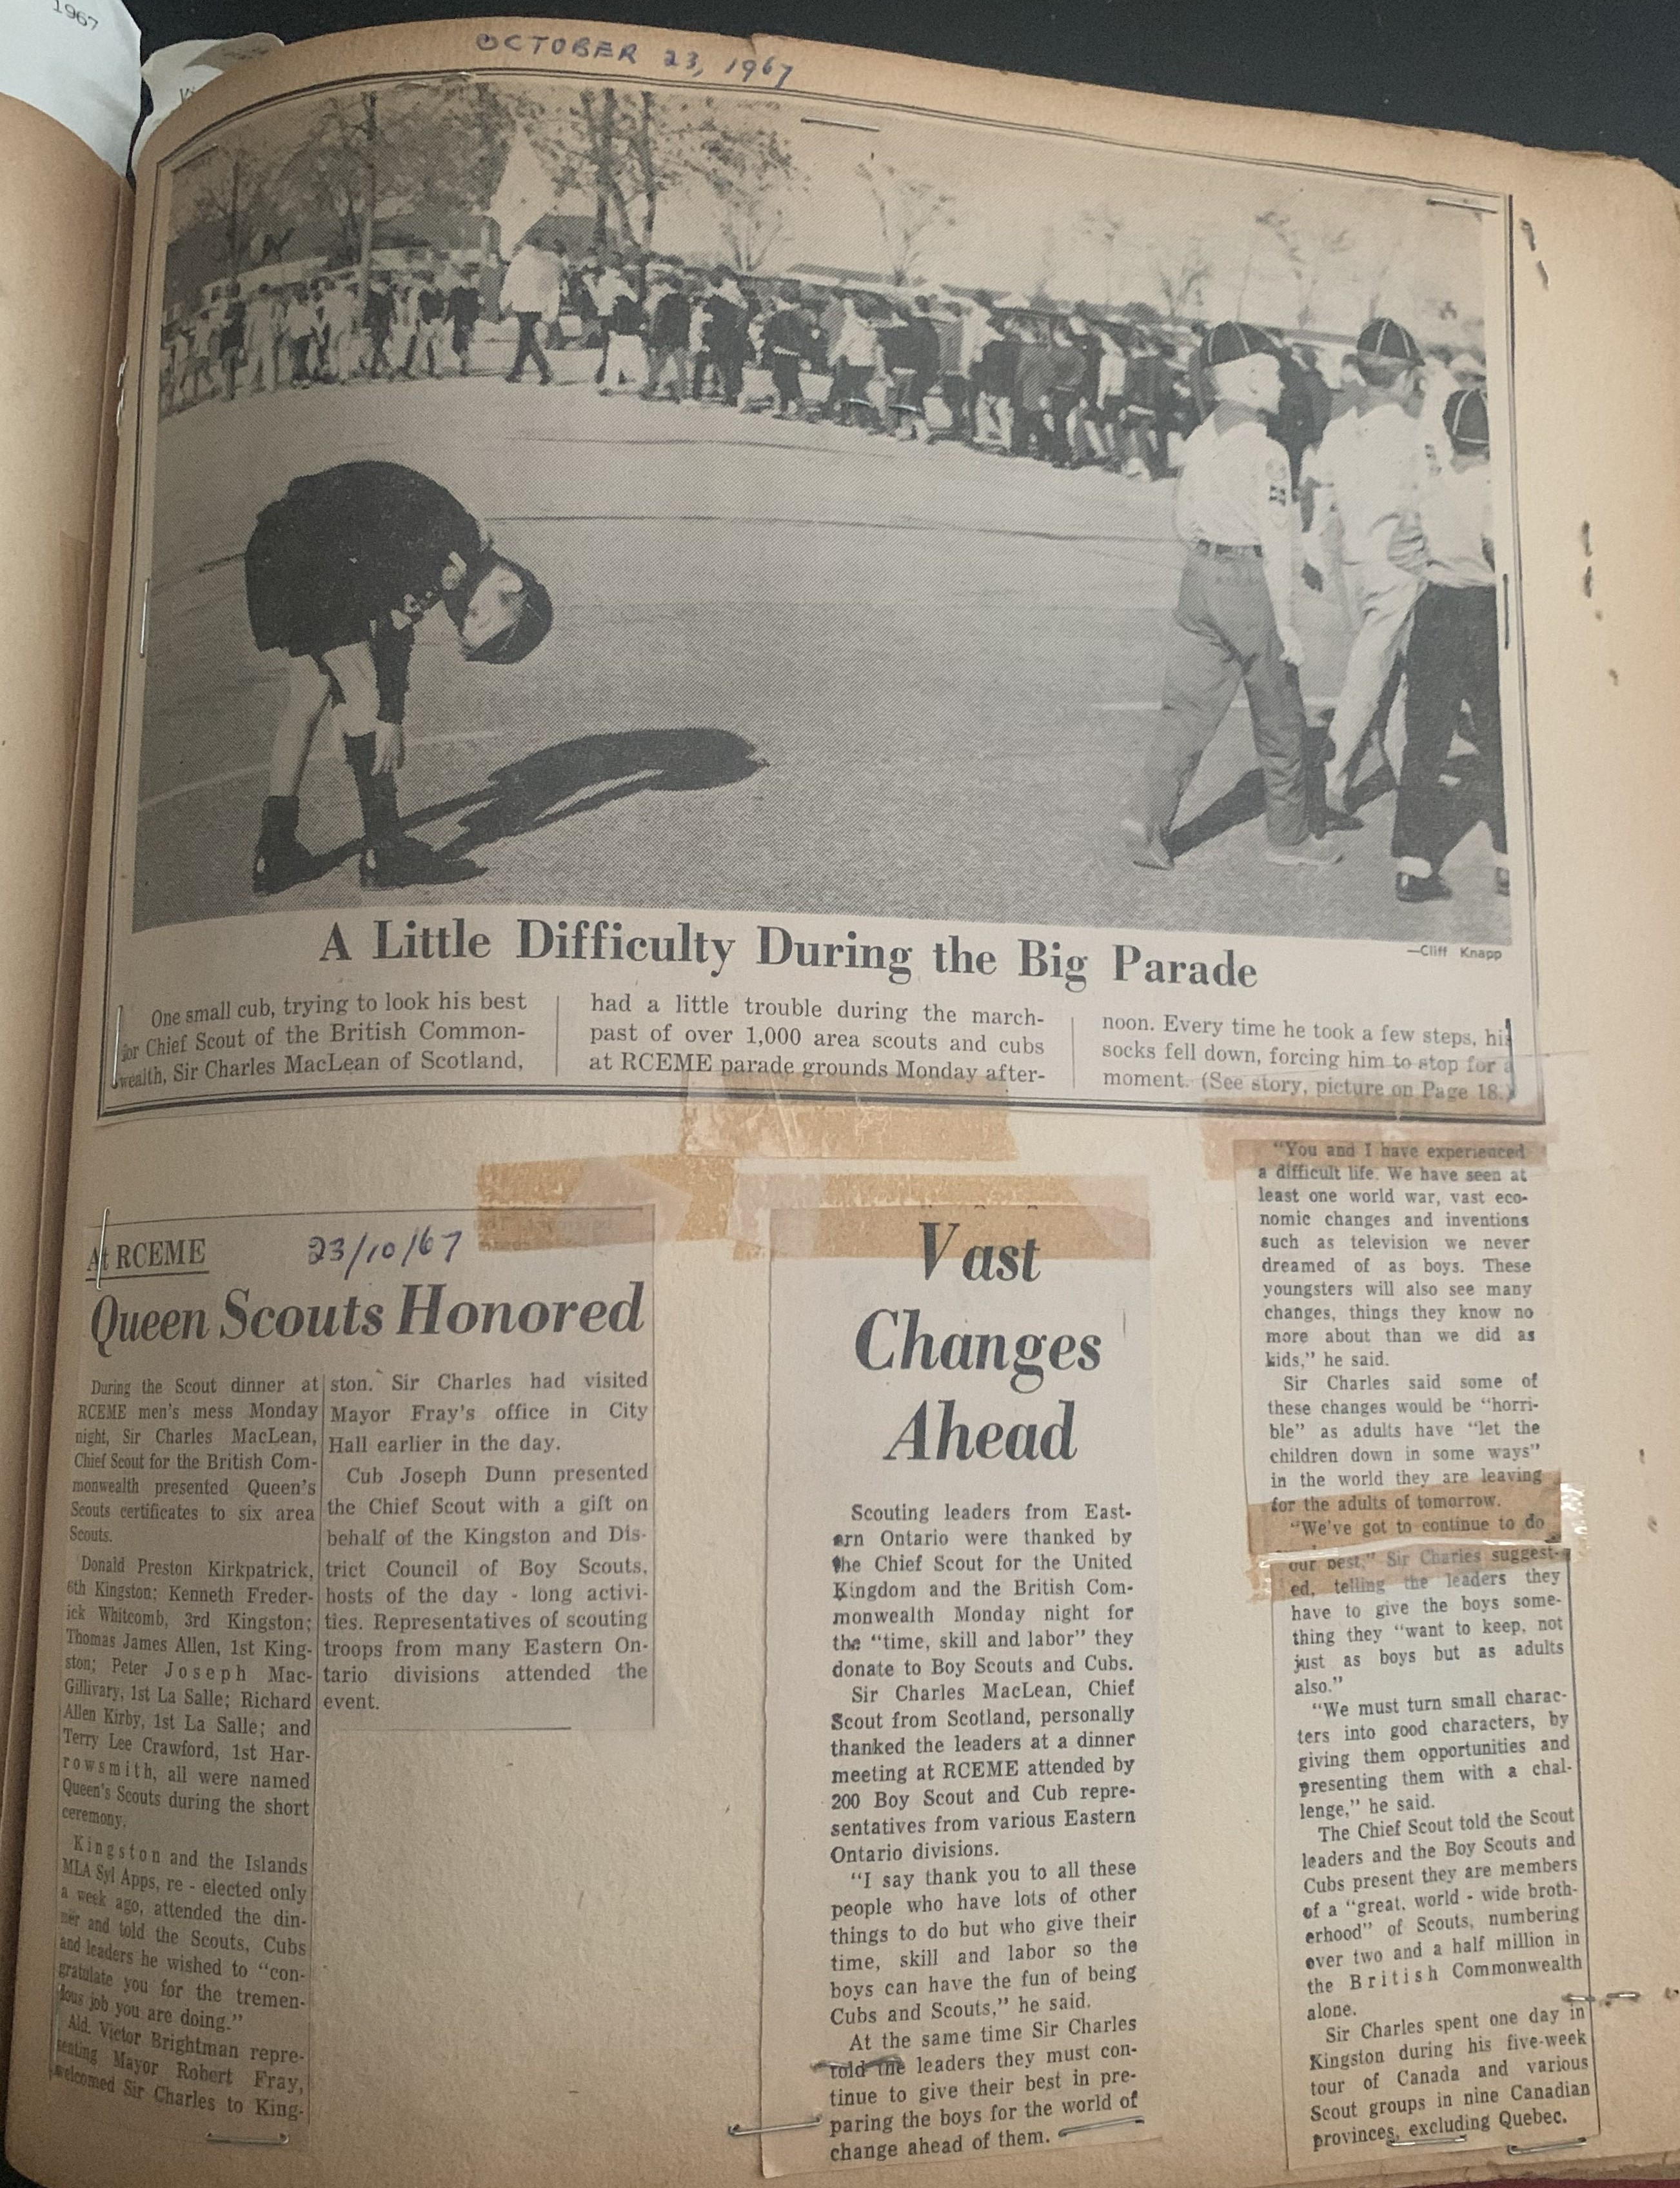 1967
OCTOBER 23, 1967
—Cliff Knapp
A Little Difficulty During the Big Parade
One small cub, trying to look his best
for Chief Scout of the British Common-
wealth, Sir Charles MacLean of Scotland,
had a little trouble during the march-
past of over 1,000 area scouts and cubs
at RCEME parade grounds Monday after-
noon. Every time he took a few steps, his
socks fell down, forcing him to stop for a
moment. (See story, picture on Page 18.)
At RCEME
23/10/67
Queen Scouts Honored
During the Scout dinner at
RCEME men's mess Monday
night, Sir Charles MacLean,
Chief Scout for the British Com-
monwealth presented Queen's
Scouts certificates to six area
Scouts.
Donald Preston Kirkpatrick,
6th Kingston; Kenneth Freder-
ick Whitcomb, 3rd Kingston;
Thomas James Allen, 1st King-
ston; Peter Joseph Mac-
Gillivary, 1st La Salle; Richard
Allen Kirby, 1st La Salle; and
Terry Lee Crawford, 1st Har-
rowsmith, all were named
Queen's Scouts during the short
ceremony.
Kingston and the Islands
MLA Syl Apps, re - elected only
a week ago, attended the din-
ner and told the Scouts, Cubs
and leaders he wished to "con-
gratulate you for the tremen-
dous job you are doing."
Ald. Victor Brightman repre-
senting Mayor Robert Fray,
welcomed Sir Charles to King-
ston. Sir Charles had visited
Mayor Fray's office in City
Hall earlier in the day.
Cub Joseph Dunn presented
the Chief Scout with a gift on
behalf of the Kingston and Dis-
trict Council of Boy Scouts,
hosts of the day - long activi-
ties. Representatives of scouting
troops from many Eastern On-
tario divisions attended the
event.
Vast
Changes
Ahead
Scouting leaders from East-
ern Ontario were thanked by
the Chief Scout for the United
Kingdom and the British Com-
monwealth Monday night for
the "time, skill and labor" they
donate to Boy Scouts and Cubs.
Sir Charles MacLean, Chief
Scout from Scotland, personally
thanked the leaders at a dinner
meeting at RCEME attended by
200 Boy Scout and Cub repre-
sentatives from various Eastern
Ontario divisions.
"I say thank you to all these
people who have lots of other
things to do but who give their
time, skill and labor so the
boys can have the fun of being
Cubs and Scouts," he said.
At the same time Sir Charles
told the leaders they must con-
tinue to give their best in pre-
paring the boys for the world of
change ahead of them.
"You and I have experienced
a difficult life. We have seen at
least one world war, vast eco-
nomic changes and inventions
such as television we never
dreamed of as boys. These
youngsters will also see many
changes, things they know no
more about than we did as
kids," he said.
Sir Charles said some of
these changes would be "horri-
ble" as adults have "let the
children down in some ways"
in the world they are leaving
for the adults of tomorrow.
"We've got to continue to do
our best," Sir Charles suggest-
ed, telling the leaders they
have to give the boys some-
thing they "want to keep, not
just as boys but as adults
also."
"We must turn small charac-
ters into good characters, by
giving them opportunities and
presenting them with a chal-
lenge," he said.
The Chief Scout told the Scout
leaders and the Boy Scouts and
Cubs present they are members
of a "great, world - wide broth-
erhood" of Scouts, numbering
over two and a half million in
the British Commonwealth
alone.
Sir Charles spent one day in
Kingston during his five-week
tour of Canada and various
Scout groups in nine Canadian
provinces, excluding Quebec.